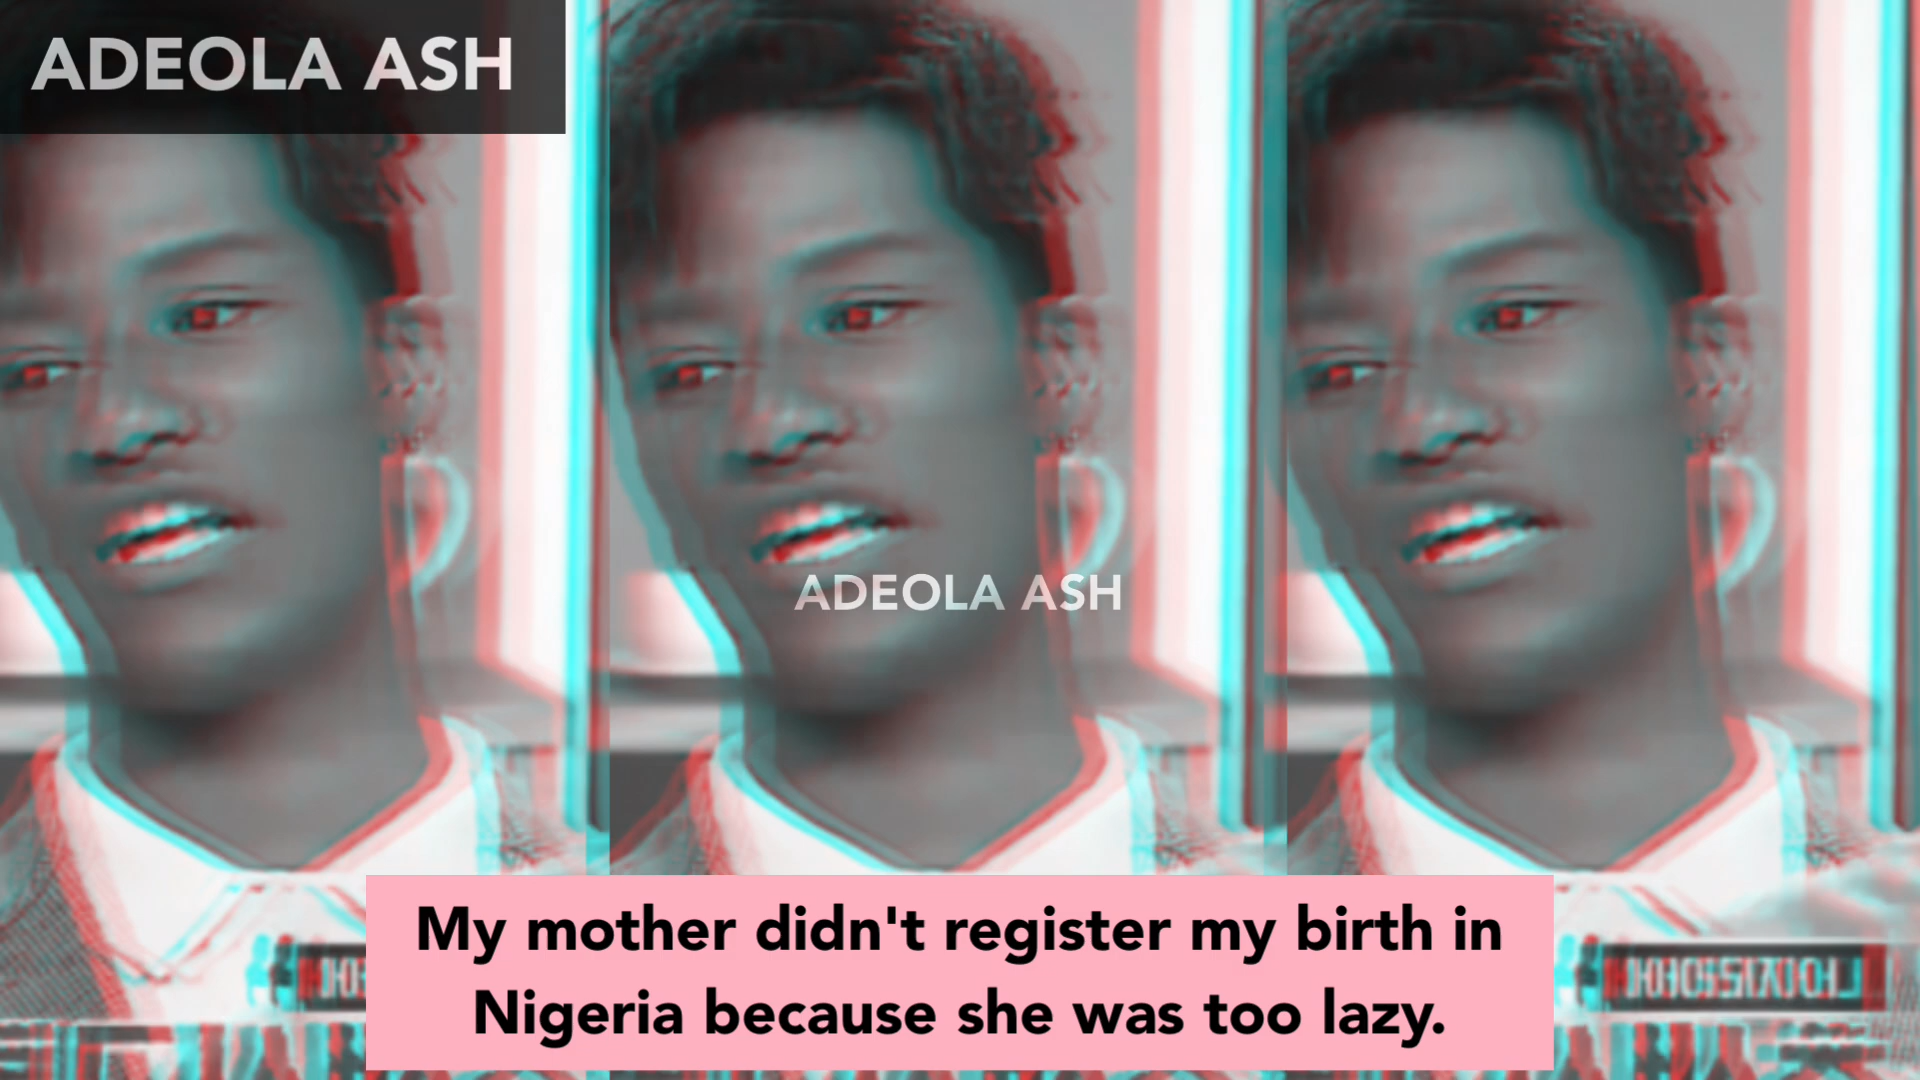 ADEOLA ASH
ADEOLA ASH
My mother didn't register my birth in
Nigeria because she was too lazy.